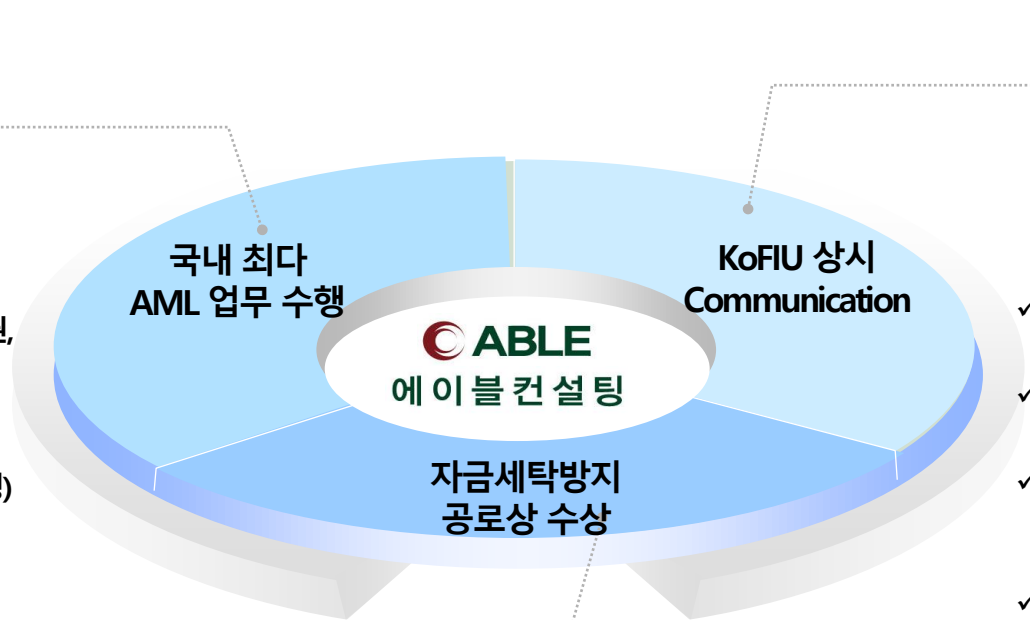 국내 최다
AML 업무 수행
KoFIU 상시
Communication
ABLE
에이블컨설팅
자금세탁방지
공로상 수상